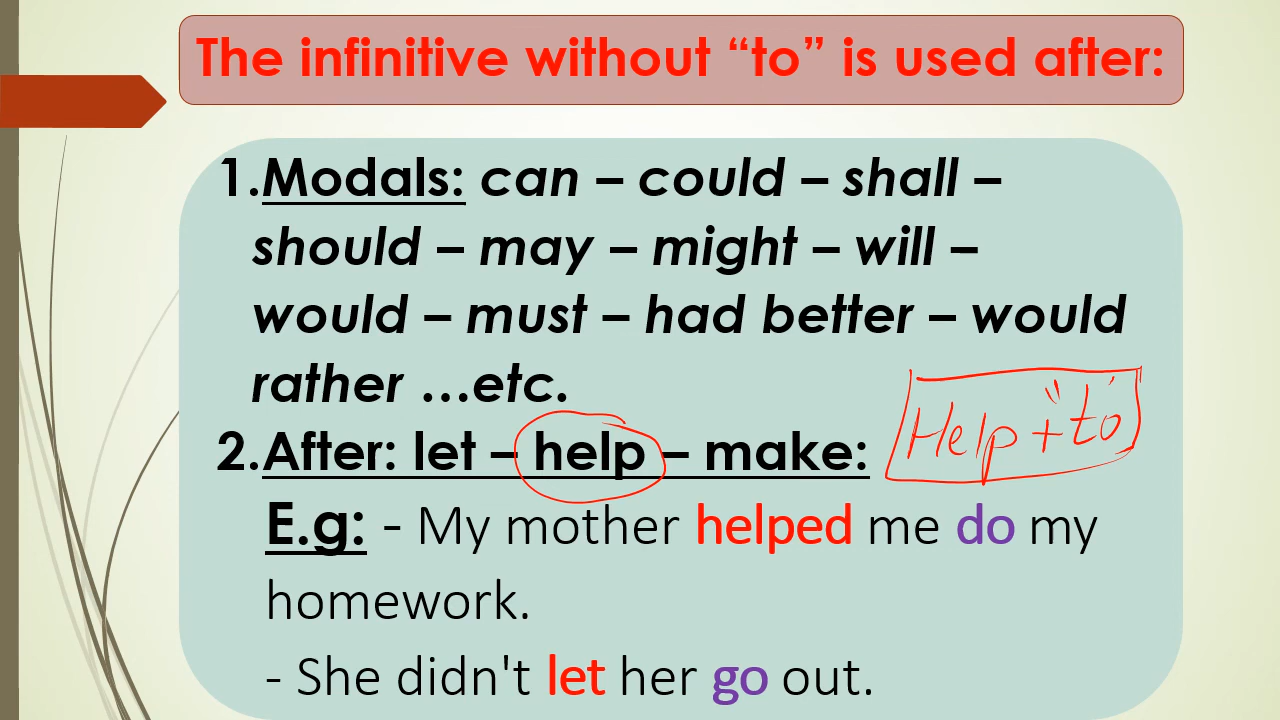 The infinitive without “to” is used after:
1.Modals: can – could – shall –
should – may – might – will –
would – must – had better – would
rather …etc.
Help + "to"
2.After: let – help – make:
E.g: - My mother helped me do my
homework.
- She didn't let her go out.